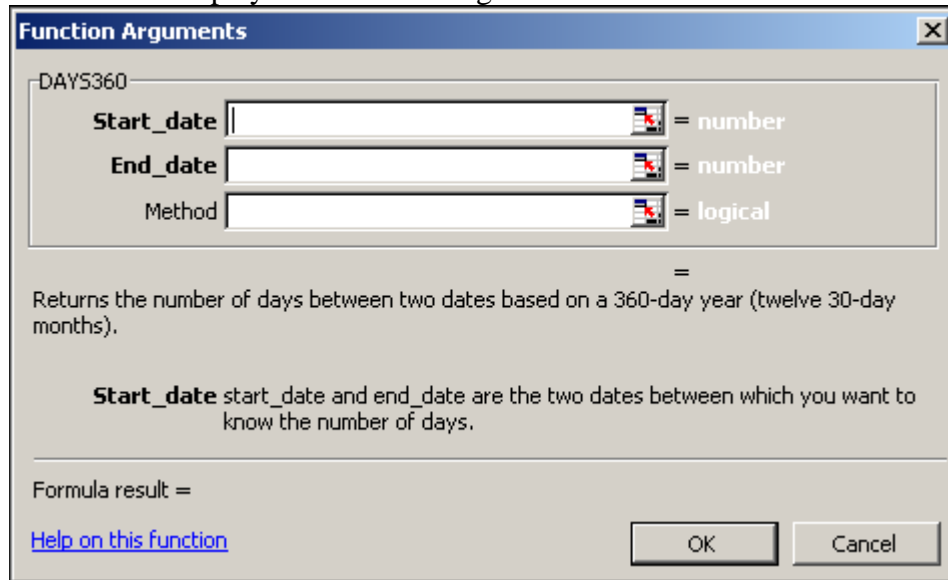 Function Arguments
DAYS360
Start_date = number
End_date = number
Method = logical
=
Returns the number of days between two dates based on a 360-day year (twelve 30-day
months).
Start_date start_date and end_date are the two dates between which you want to
know the number of days.
Formula result =
Help on this function OK Cancel